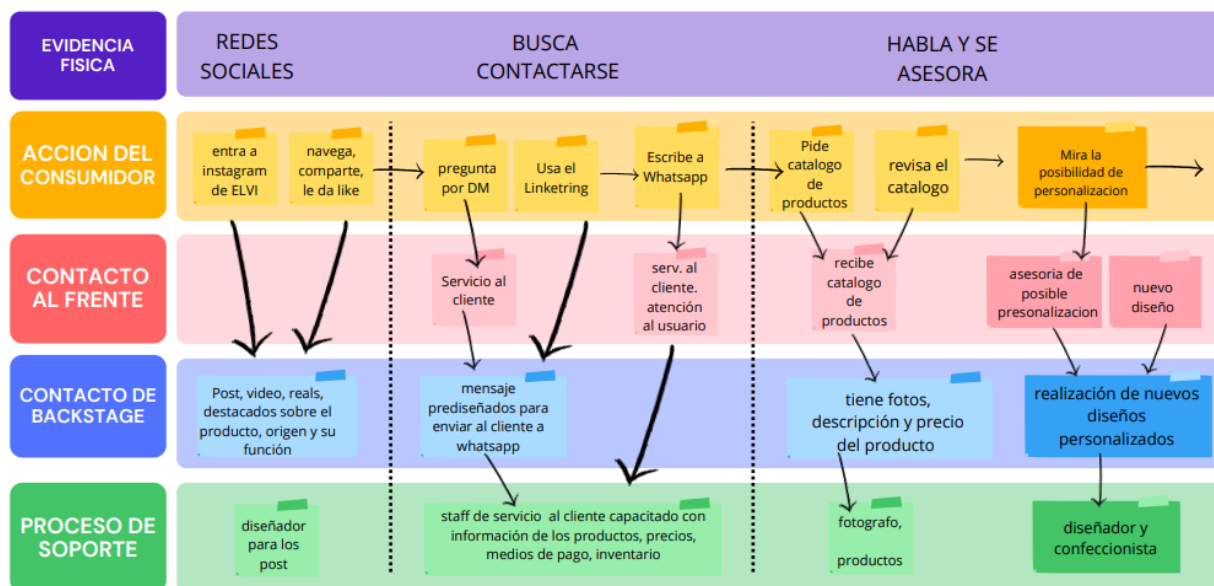 EVIDENCIA
FISICA
REDES
SOCIALES
BUSCA
CONTACTARSE
HABLA Y SE
ASESORA
ACCION DEL
CONSUMIDOR
entra a
instagram
de ELVI
navega,
comparte,
le da like
pregunta
por DM
Usa el
Linketring
Escribe a
Whatsapp
Pide
catalogo
de
productos
revisa el
catalogo
Mira la
posibilidad de
personalizacion
CONTACTO
AL FRENTE
Servicio al
cliente
serv. al
cliente.
atención
al usuario
recibe
catalogo
de
productos
asesoria de
posible
presonalizacion
nuevo
diseño
CONTACTO DE
BACKSTAGE
Post, video, reals,
destacados sobre el
producto, origen y su
función
mensaje
prediseñados para
enviar al cliente a
whatsapp
tiene fotos,
descripción y precio
del producto
realización de nuevos
diseños
personalizados
PROCESO DE
SOPORTE
diseñador
para los
post
staff de servicio al cliente capacitado con
información de los productos, precios,
medios de pago, inventario
fotografo,
productos
diseñador y
confeccionista